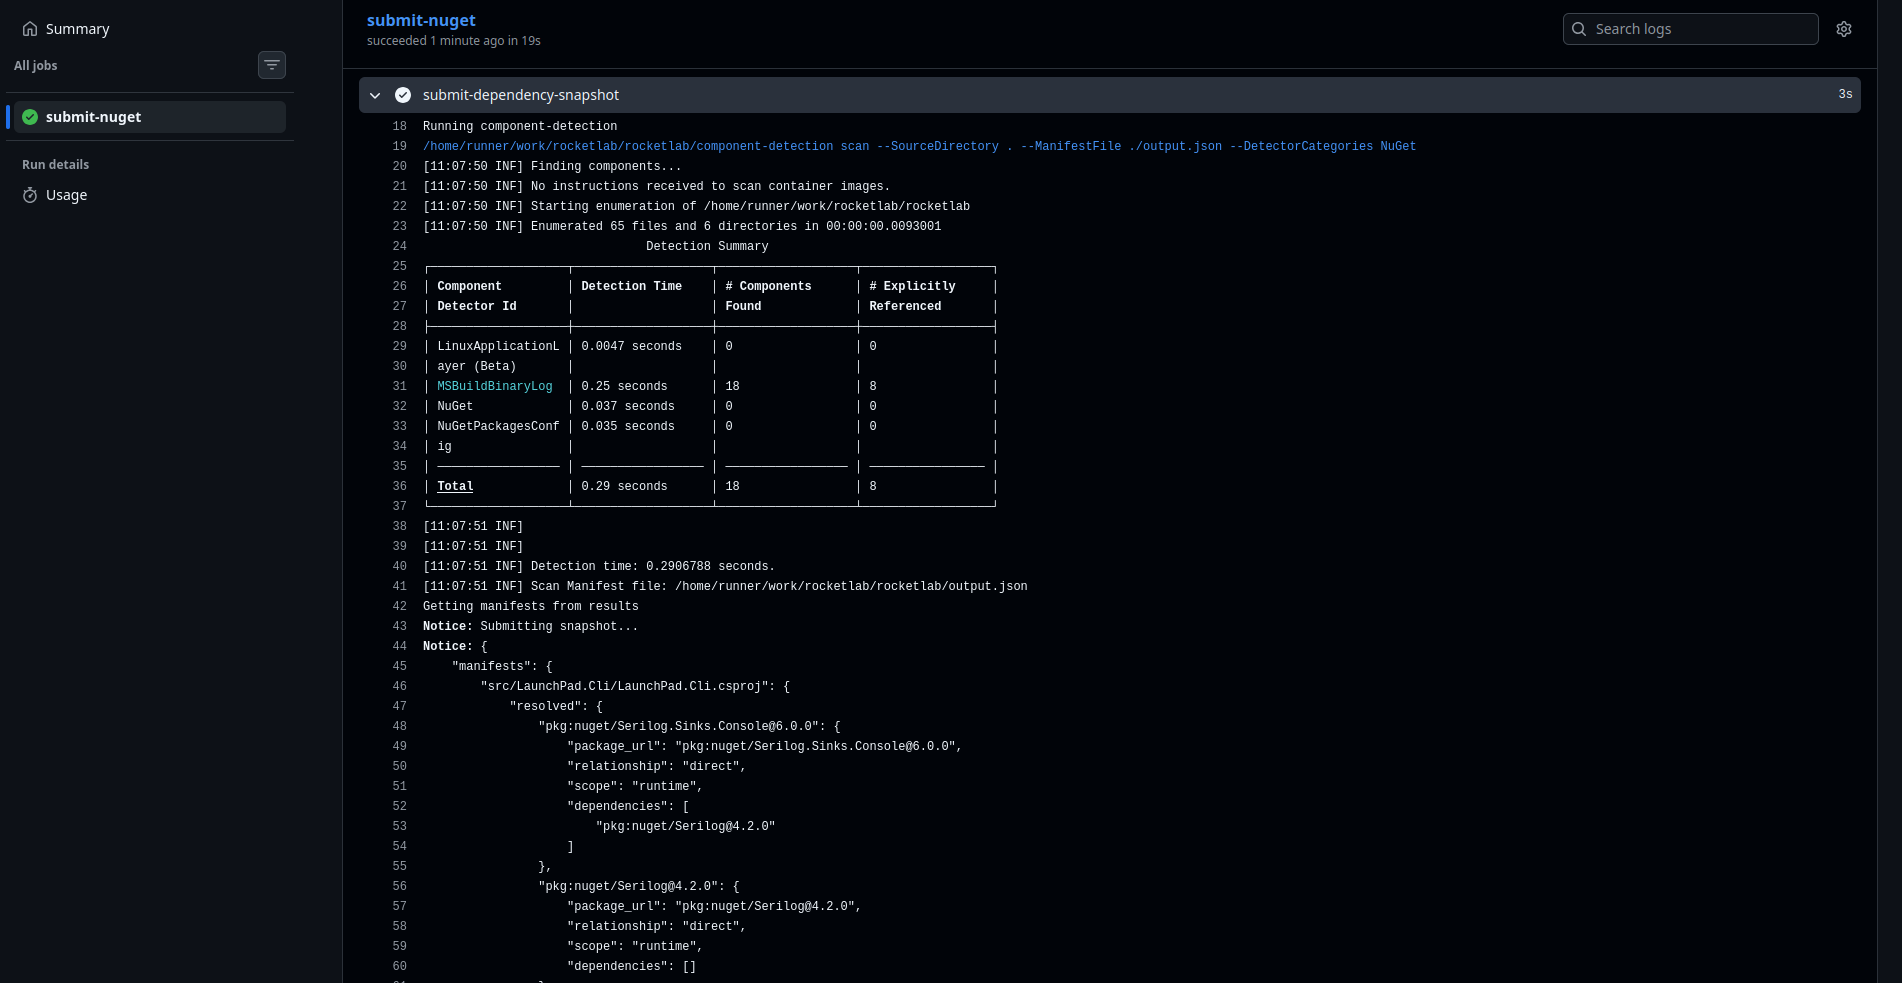 Summary
All jobs
submit-nuget
Run details
Usage
submit-nuget
succeeded 1 minute ago in 19s
Search logs
submit-dependency-snapshot 3s
18 Running component-detection
19 /home/runner/work/rocketlab/rocketlab/component-detection scan --SourceDirectory . --ManifestFile ./output.json --DetectorCategories NuGet
20 [11:07:50 INF] Finding components...
21 [11:07:50 INF] No instructions received to scan container images.
22 [11:07:50 INF] Starting enumeration of /home/runner/work/rocketlab/rocketlab
23 [11:07:50 INF] Enumerated 65 files and 6 directories in 00:00:00.0093001
24 Detection Summary
25
26 │ Component │ Detection Time │ # Components │ # Explicitly │
27 │ Detector Id │ │ Found │ Referenced │
28
29 │ LinuxApplicationL │ 0.0047 seconds │ 0 │ 0 │
30 │ ayer (Beta) │ │ │ │
31 │ MSBuildBinaryLog │ 0.25 seconds │ 18 │ 8 │
32 │ NuGet │ 0.037 seconds │ 0 │ 0 │
33 │ NuGetPackagesConf │ 0.035 seconds │ 0 │ 0 │
34 │ ig │ │ │ │
35
36 │ Total │ 0.29 seconds │ 18 │ 8 │
37
38 [11:07:51 INF]
39 [11:07:51 INF]
40 [11:07:51 INF] Detection time: 0.2906788 seconds.
41 [11:07:51 INF] Scan Manifest file: /home/runner/work/rocketlab/rocketlab/output.json
42 Getting manifests from results
43 Notice: Submitting snapshot...
44 Notice: {
45 "manifests": {
46 "src/LaunchPad.Cli/LaunchPad.Cli.csproj": {
47 "resolved": {
48 "pkg:nuget/Serilog.Sinks.Console@6.0.0": {
49 "package_url": "pkg:nuget/Serilog.Sinks.Console@6.0.0",
50 "relationship": "direct",
51 "scope": "runtime",
52 "dependencies": [
53 "pkg:nuget/Serilog@4.2.0"
54 ]
55 },
56 "pkg:nuget/Serilog@4.2.0": {
57 "package_url": "pkg:nuget/Serilog@4.2.0",
58 "relationship": "direct",
59 "scope": "runtime",
60 "dependencies": []